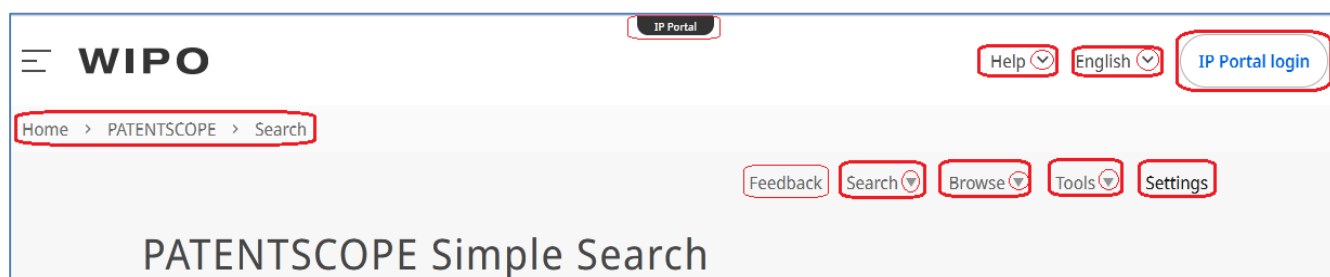 IP Portal
WIPO Help English IP Portal login
Home > PATENTSCOPE > Search
Feedback Search Browse Tools Settings
PATENTSCOPE Simple Search